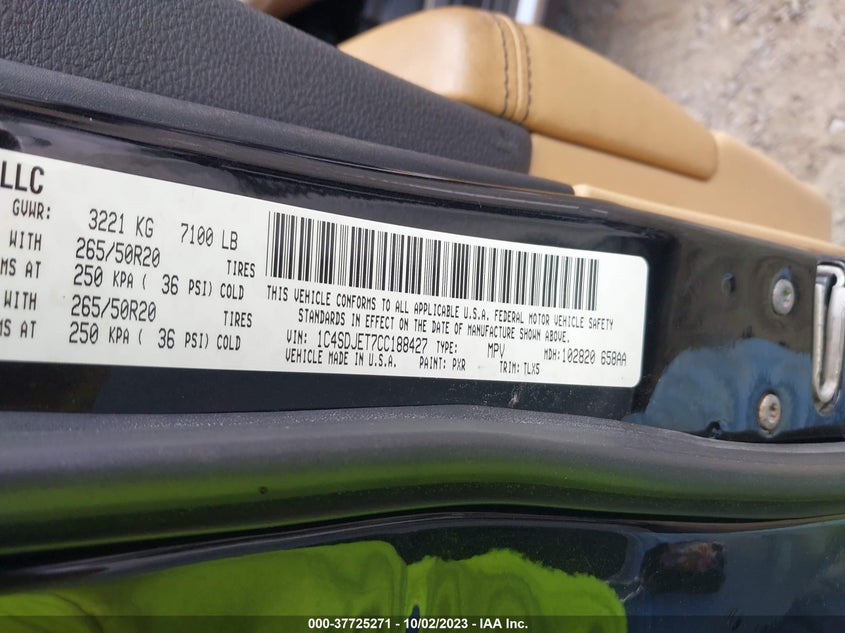 LLC
GVWR: 3221 KG 7100 LB
WITH 265/50R20 TIRES
MS AT 250 KPA ( 36 PSI) COLD
WITH 265/50R20 TIRES
MS AT 250 KPA ( 36 PSI) COLD
THIS VEHICLE CONFORMS TO ALL APPLICABLE U.S.A. FEDERAL MOTOR VEHICLE SAFETY
STANDARDS IN EFFECT ON THE DATE OF MANUFACTURE SHOWN ABOVE.
VIN: 1C4SDJET7CC188427 TYPE: MPV MDH: 102820 658AA
VEHICLE MADE IN U.S.A. PAINT: PXR TRIM: TLX5
000-37725271 - 10/02/2023 - IAA Inc.